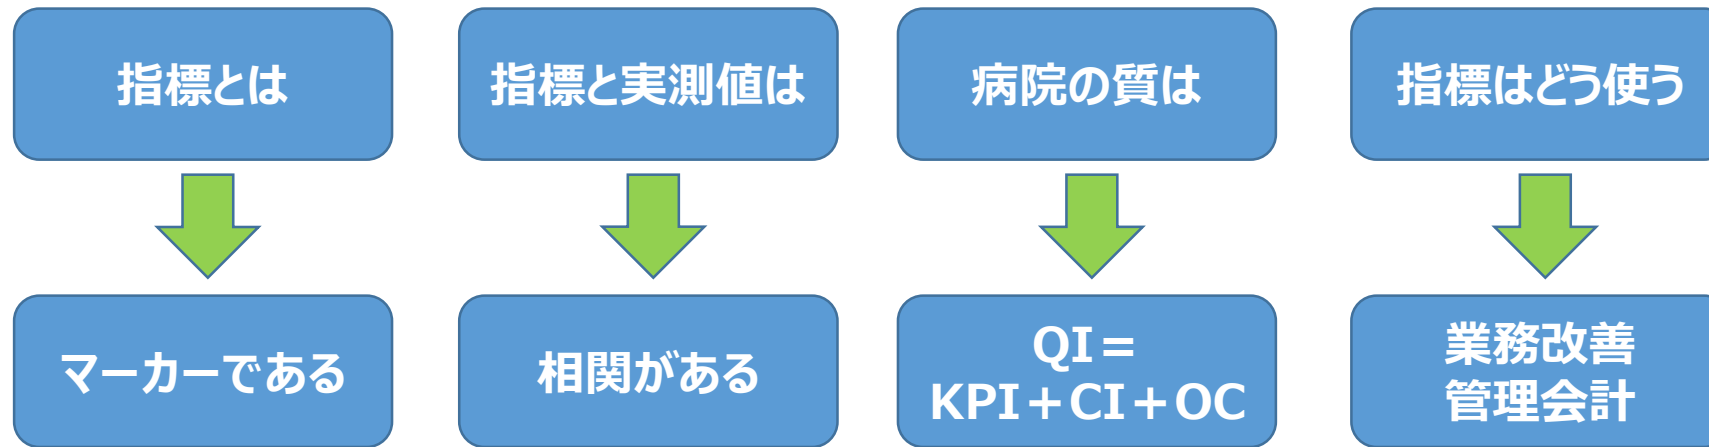 指標とは
指標と実測値は
病院の質は
指標はどう使う
マーカーである
相関がある
QI＝
KPI＋CI＋OC
業務改善
管理会計